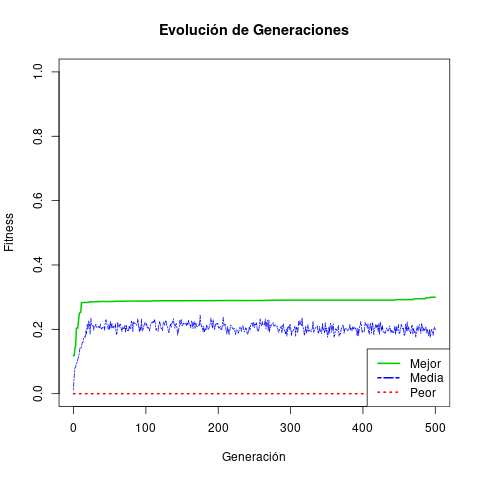 Evolución de Generaciones
Fitness
1.0
0.8
0.6
0.4
0.2
0.0
Mejor
Media
Peor
0 100 200 300 400 500
Generación